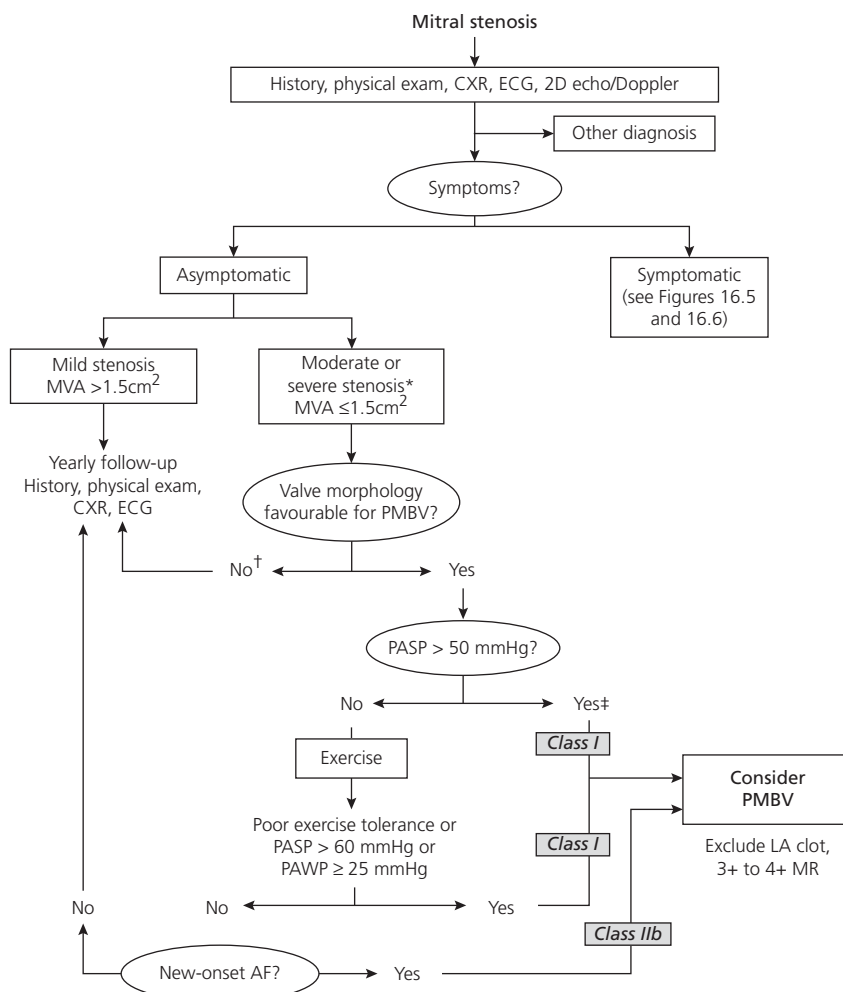 Mitral stenosis
History, physical exam, CXR, ECG, 2D echo/Doppler
Other diagnosis
Symptoms?
Asymptomatic
Symptomatic
(see Figures 16.5
and 16.6)
Mild stenosis
MVA >1.5cm²
Moderate or
severe stenosis*
MVA ≤1.5cm²
Yearly follow-up
History, physical exam,
CXR, ECG
Valve morphology
favourable for PMBV?
No†
Yes
PASP > 50 mmHg?
No
Yes‡
Class I
Exercise
Consider
PMBV
Poor exercise tolerance or
PASP > 60 mmHg or
PAWP ≥ 25 mmHg
Class I
Exclude LA clot,
3+ to 4+ MR
No
No
Yes
Class IIb
New-onset AF?
Yes